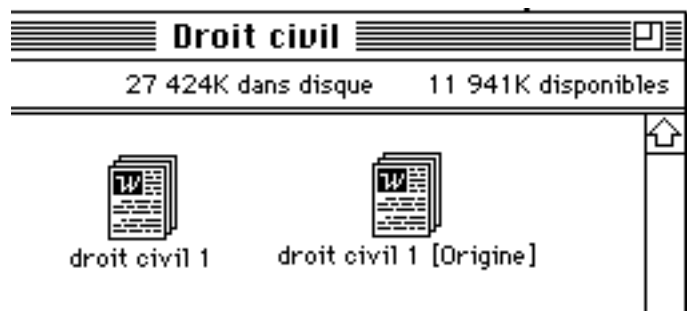 Droit civil
27 424K dans disque 11 941K disponibles
W W
droit civil 1 droit civil 1 [Origine]